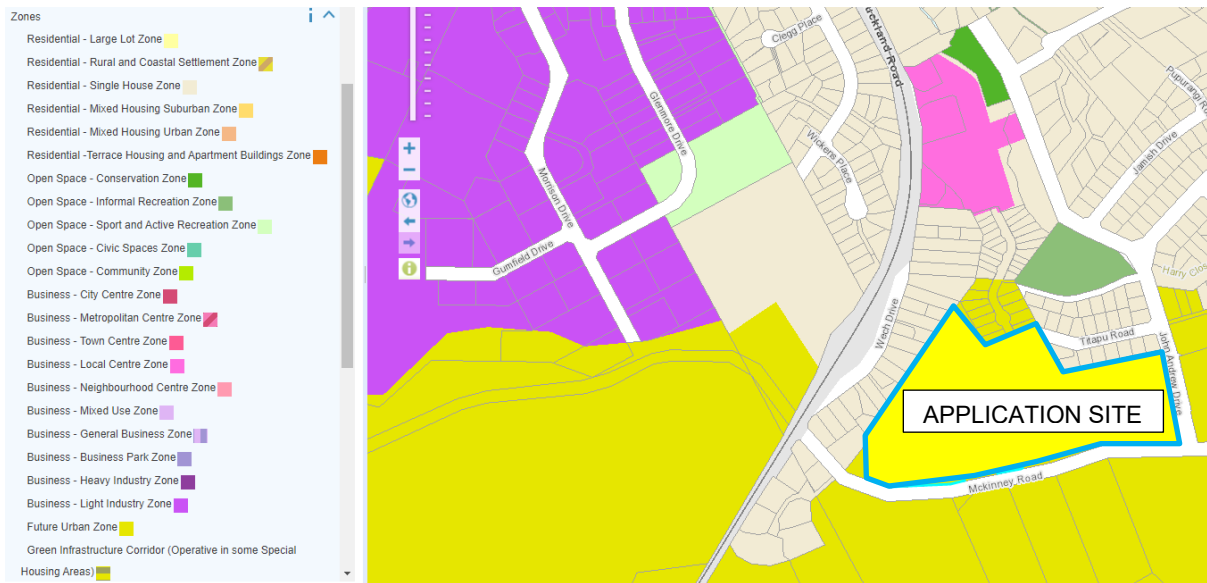 Zones
Residential - Large Lot Zone
Residential - Rural and Coastal Settlement Zone
Residential - Single House Zone
Residential - Mixed Housing Suburban Zone
Residential - Mixed Housing Urban Zone
Residential -Terrace Housing and Apartment Buildings Zone
Open Space - Conservation Zone
Open Space - Informal Recreation Zone
Open Space - Sport and Active Recreation Zone
Open Space - Civic Spaces Zone
Open Space - Community Zone
Business - City Centre Zone
Business - Metropolitan Centre Zone
Business - Town Centre Zone
Business - Local Centre Zone
Business - Neighbourhood Centre Zone
Business - Mixed Use Zone
Business - General Business Zone
Business - Business Park Zone
Business - Heavy Industry Zone
Business - Light Industry Zone
Future Urban Zone
Green Infrastructure Corridor (Operative in some Special
Housing Areas)
Clegg Place
uckland Road
Glenmore Drive
Wickens Place
Pupurangi Ro
Jamish Drive
Morrison Drive
Gumfield Drive
Harry Clos
Wech Drive
Titapu Road
John Andrew Drive
APPLICATION SITE
Mckinney Road